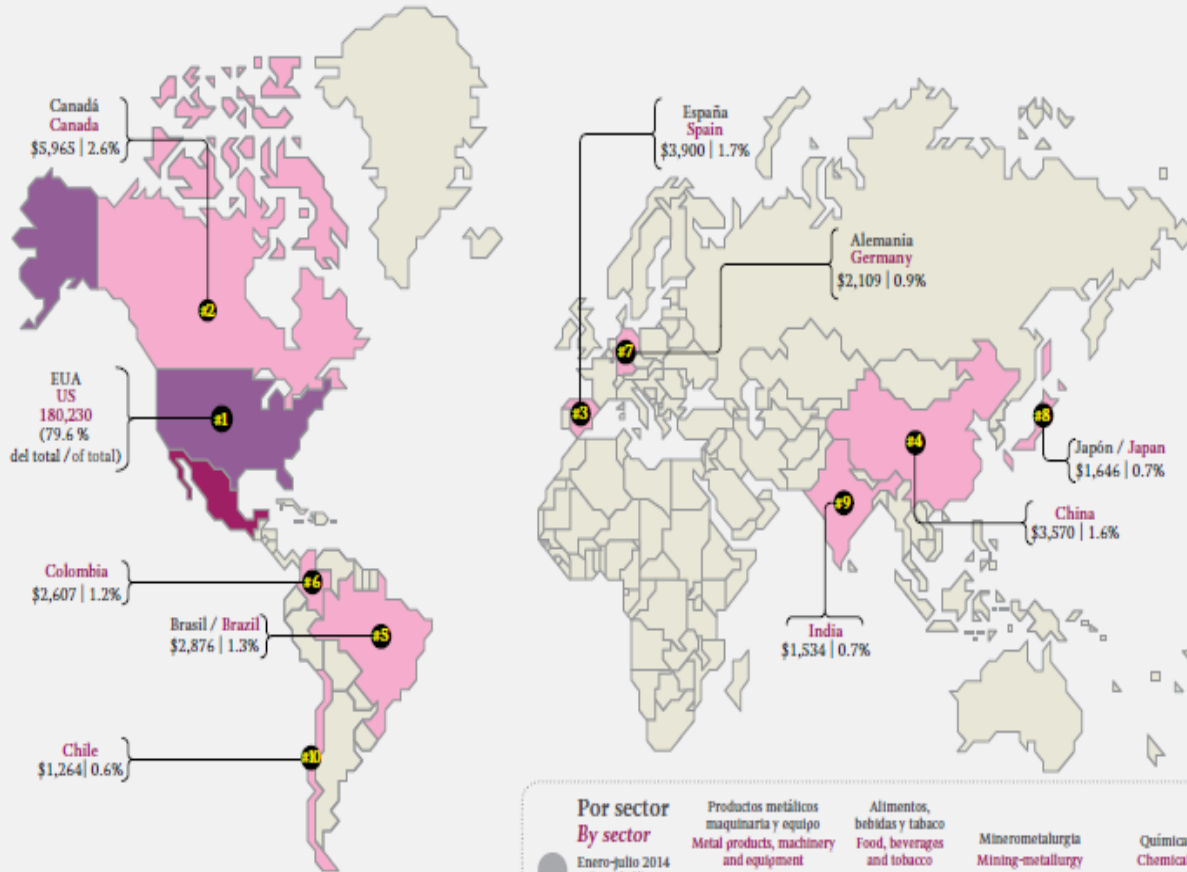 Canadá
Canada
$5,965 | 2.6%
España
Spain
$3,900 | 1.7%
Alemania
Germany
$2,109 | 0.9%
#2
#7
EUA
US
180,230
(79.6 %
del total / of total)
#1
#3
#4
#8
Japón / Japan
$1,646 | 0.7%
#9
China
$3,570 | 1.6%
Colombia
$2,607 | 1.2%
#6
Brasil / Brazil
$2,876 | 1.3%
#5
India
$1,534 | 0.7%
Chile
$1,264 | 0.6%
#10
Por sector
By sector
Enero-julio 2014
Productos metálicos
maquinaria y equipo
Metal products, machinery
and equipment
Alimentos,
bebidas y tabaco
Food, beverages
and tobacco
Minerometalurgia
Mining-metallurgy
Química
Chemical